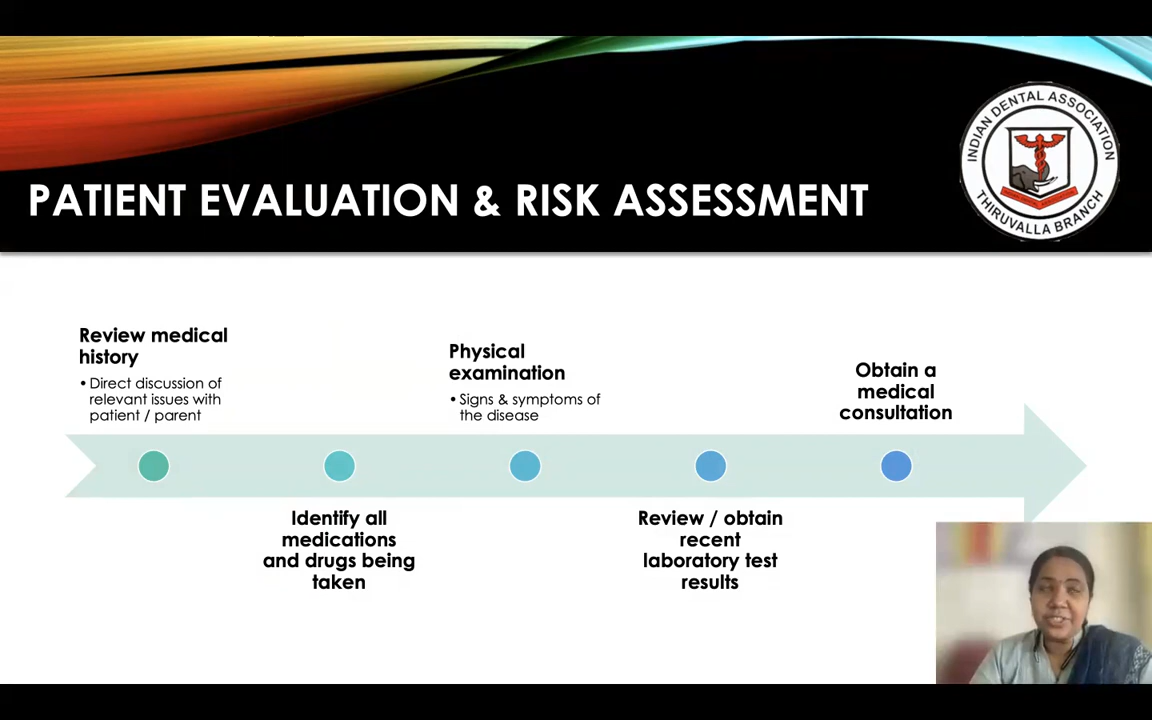 INDIAN DENTAL ASSOCIATION
THIRUVALLA BRANCH
PATIENT EVALUATION & RISK ASSESSMENT
Review medical
history
• Direct discussion of
relevant issues with
patient / parent
Identify all
medications
and drugs being
taken
Physical
examination
• Signs & symptoms of
the disease
Review / obtain
recent
laboratory test
results
Obtain a
medical
consultation